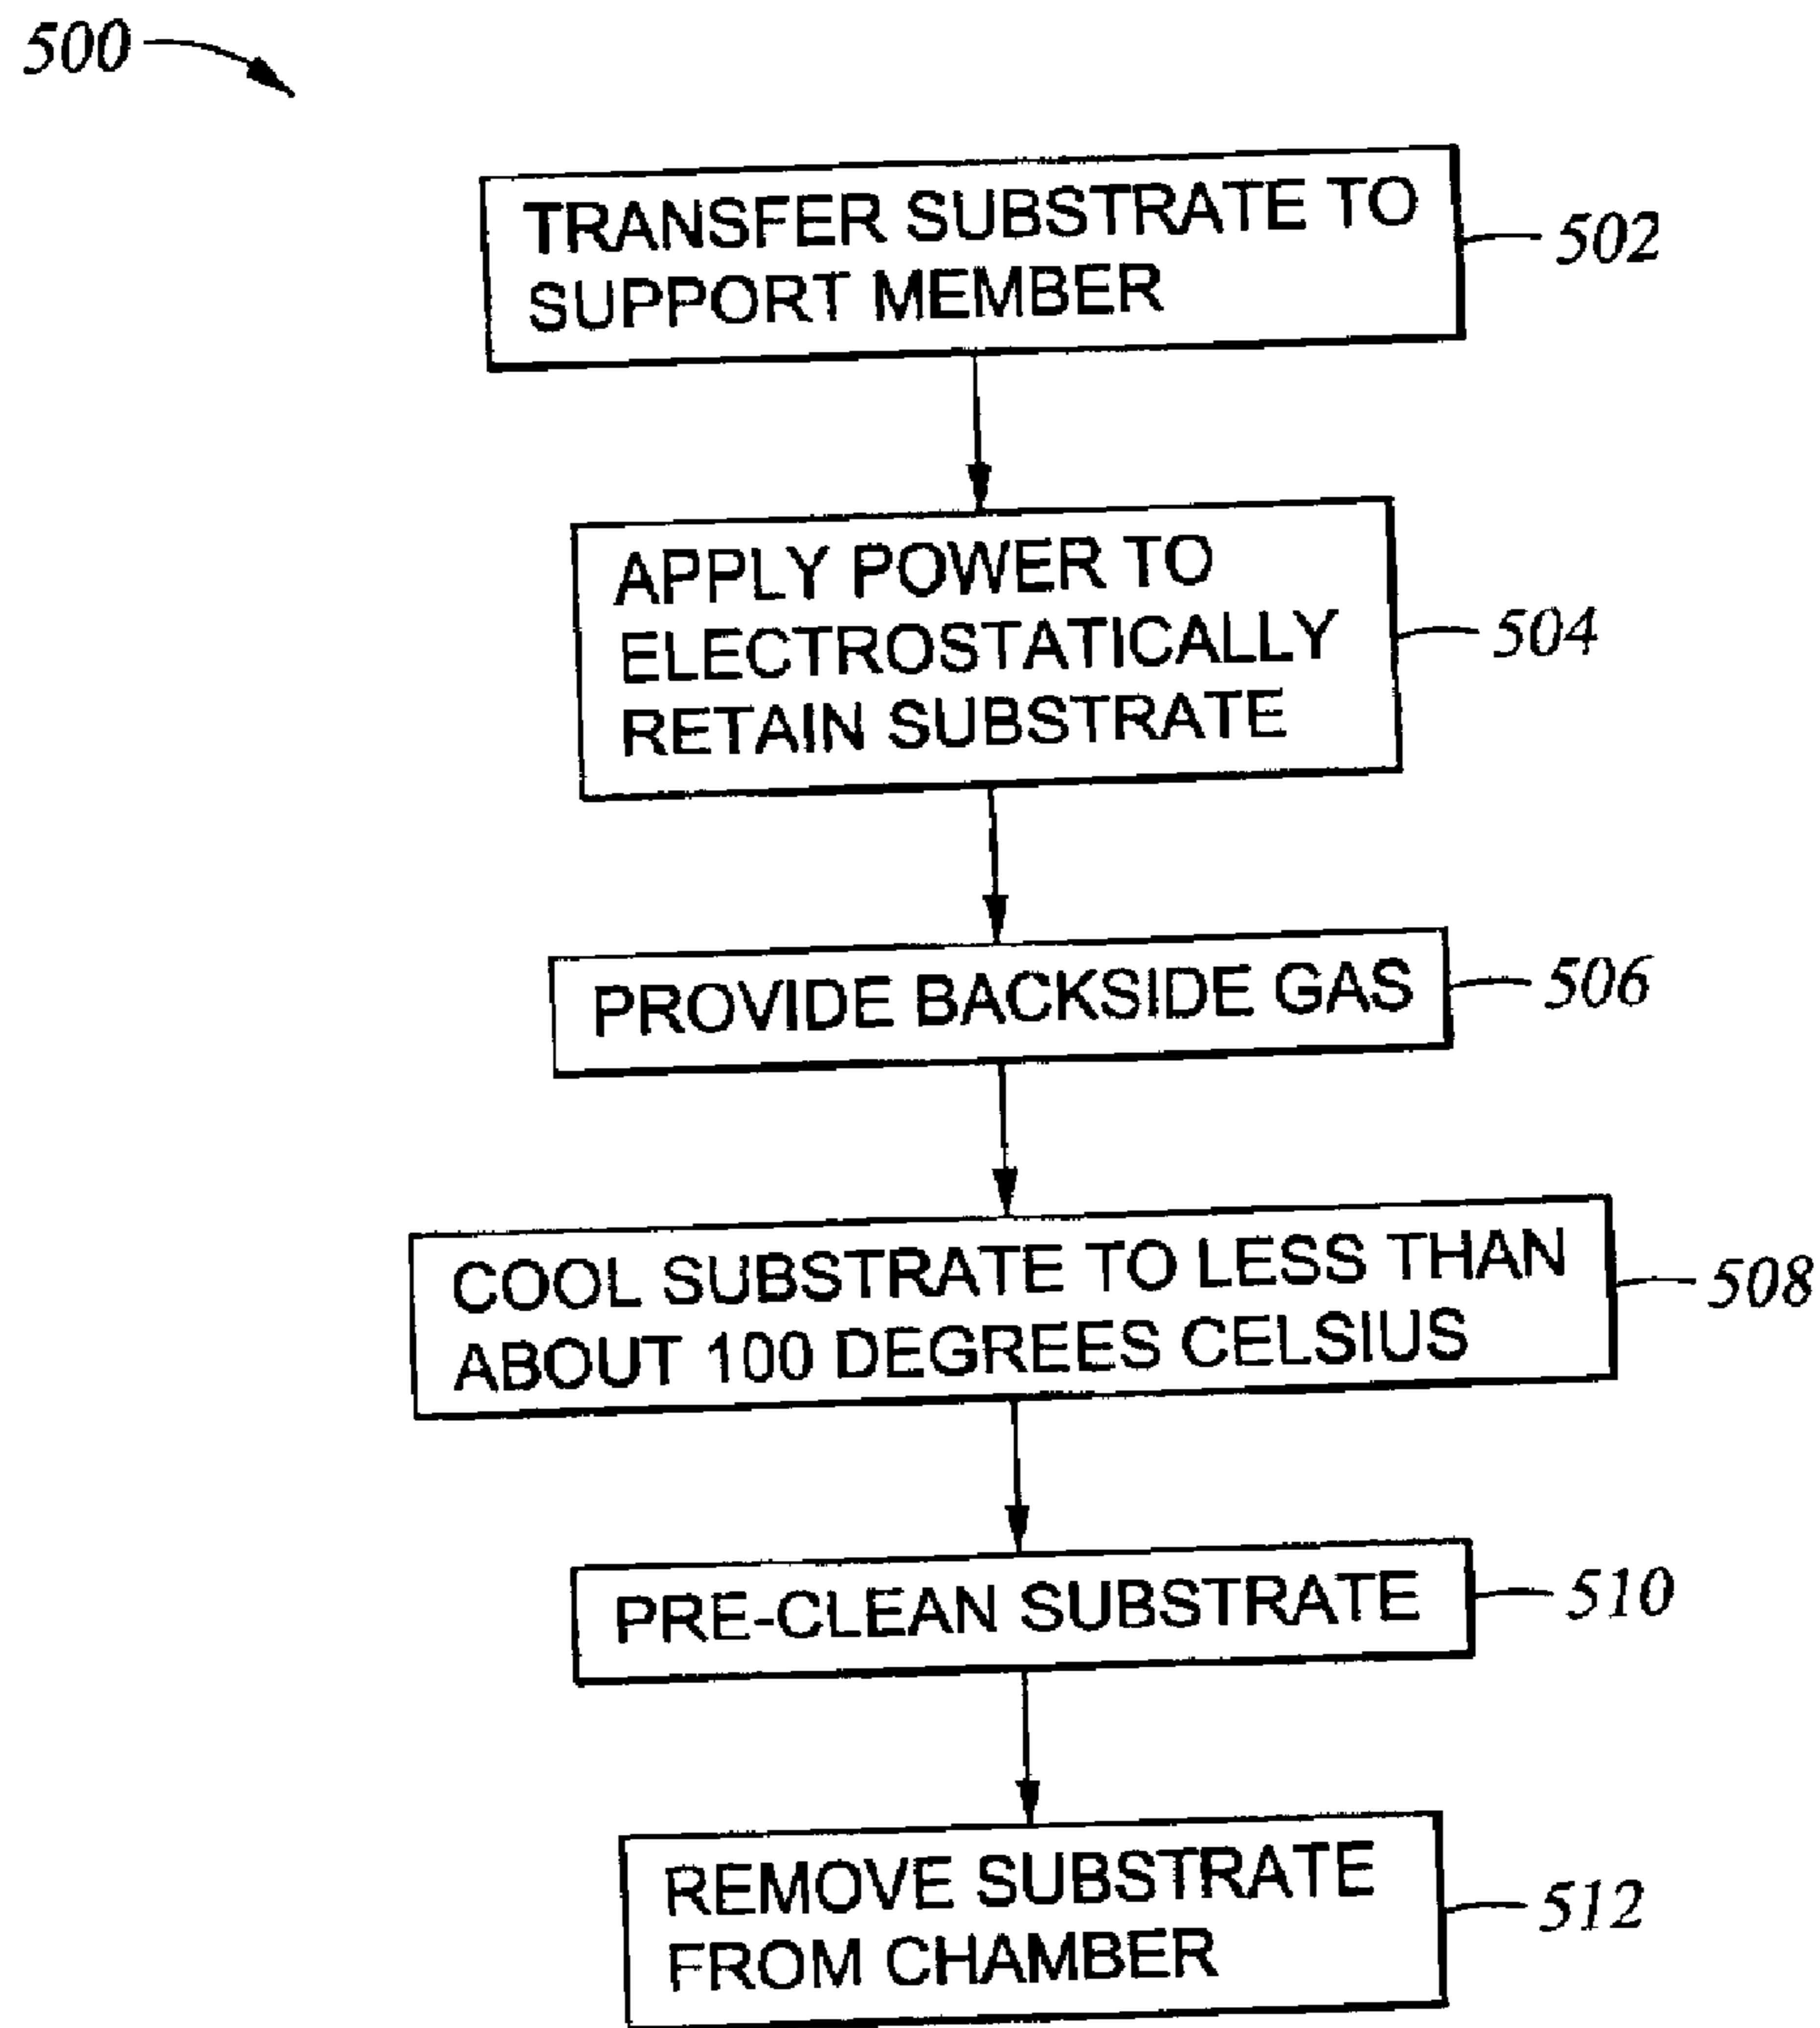 500
TRANSFER SUBSTRATE TO
SUPPORT MEMBER
502
APPLY POWER TO
ELECTROSTATICALLY
RETAIN SUBSTRATE
504
PROVIDE BACKSIDE GAS
506
COOL SUBSTRATE TO LESS THAN
ABOUT 100 DEGREES CELSIUS
508
PRE-CLEAN SUBSTRATE
510
REMOVE SUBSTRATE
FROM CHAMBER
512